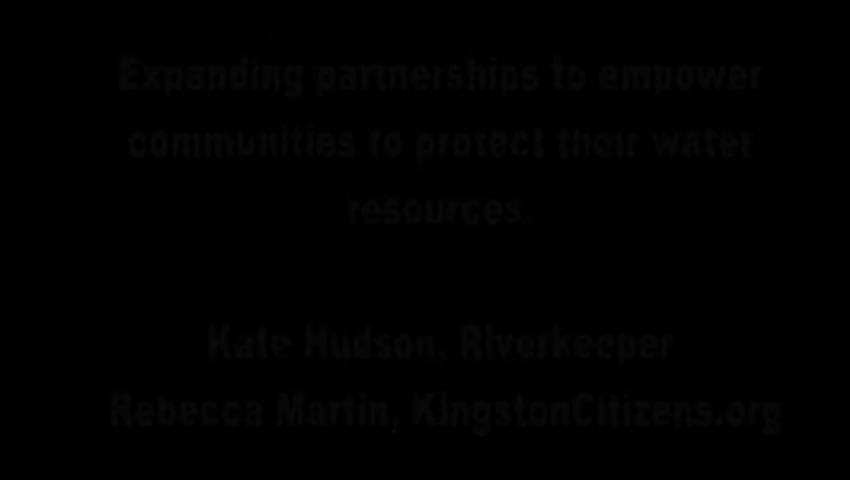 Expanding partnerships to empower
communities to protect their water
resources.
Kate Hudson, Riverkeeper
Rebecca Martin, KingstonCitizens.org